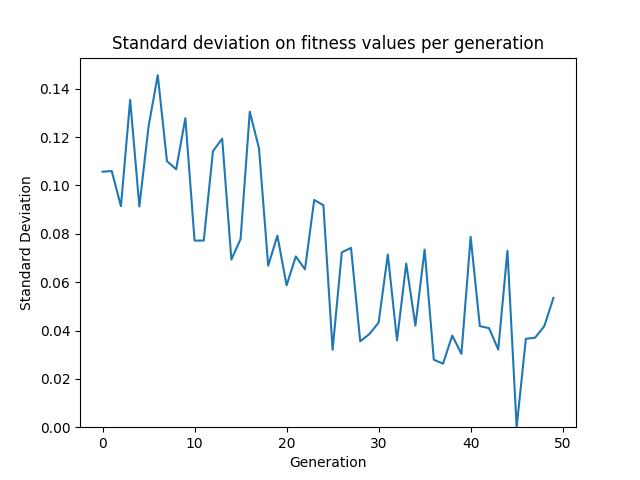 Standard deviation on fitness values per generation
0.14
0.12
0.10
0.08
0.06
0.04
0.02
0.00
Standard Deviation
0 10 20 30 40 50
Generation